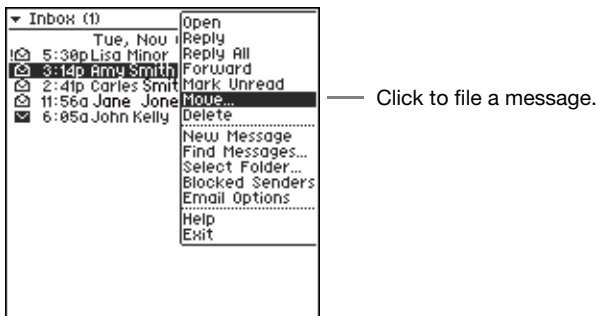 Inbox (1)
Tue, Nov
5:30p Lisa Minor
3:14p Amy Smith
2:41p Carles Smit
11:56a Jane Jone
6:05a John Kelly
Open
Reply
Reply All
Forward
Mark Unread
Move...
Delete
New Message
Find Messages...
Select Folder...
Blocked Senders
Email Options
Help
Exit
Click to file a message.